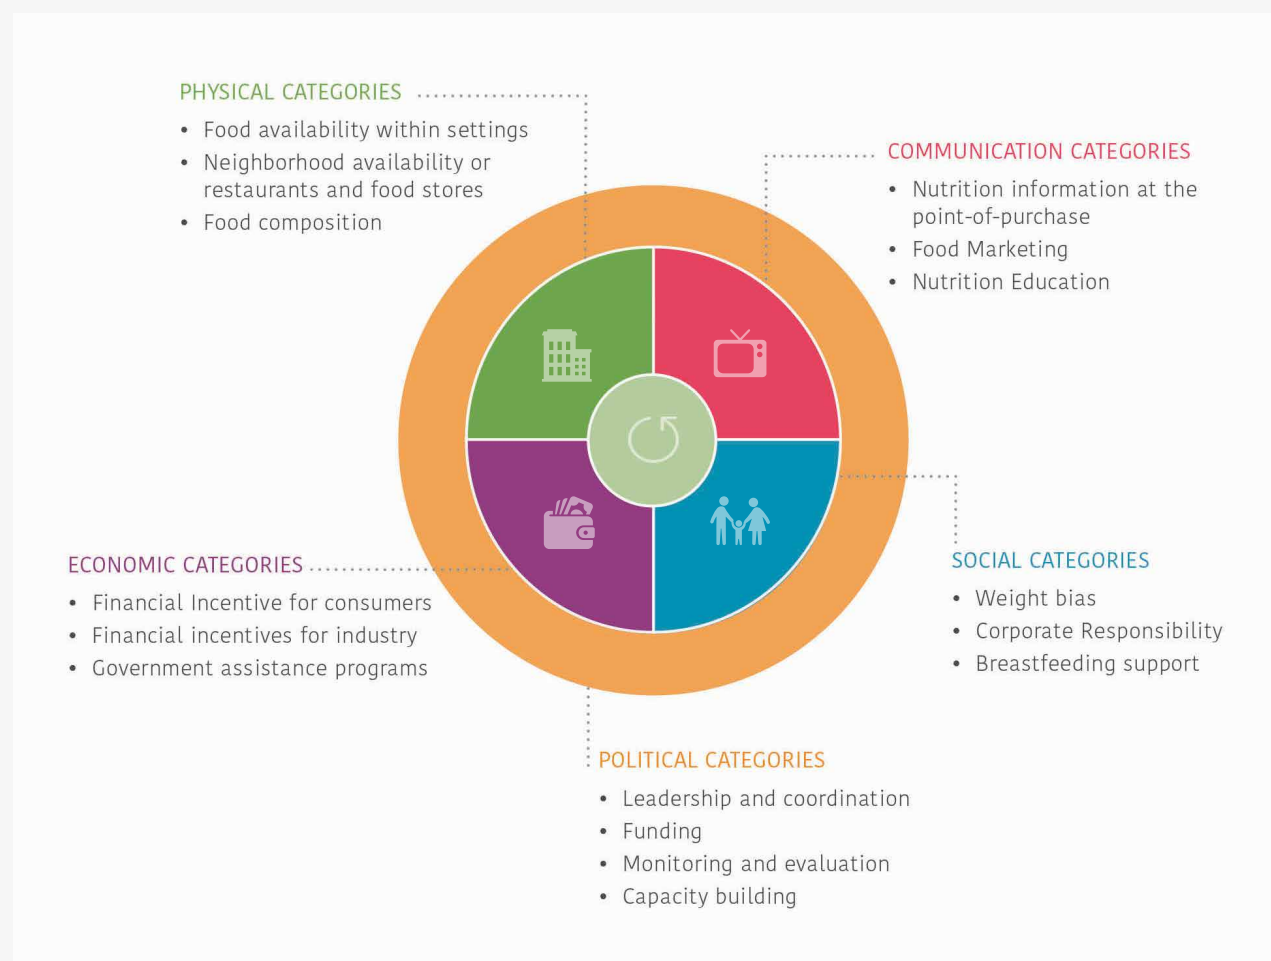 PHYSICAL CATEGORIES
• Food availability within settings
• Neighborhood availability or
restaurants and food stores
• Food composition
COMMUNICATION CATEGORIES
• Nutrition information at the
point-of-purchase
• Food Marketing
• Nutrition Education
ECONOMIC CATEGORIES
• Financial Incentive for consumers
• Financial incentives for industry
• Government assistance programs
SOCIAL CATEGORIES
• Weight bias
• Corporate Responsibility
• Breastfeeding support
POLITICAL CATEGORIES
• Leadership and coordination
• Funding
• Monitoring and evaluation
• Capacity building